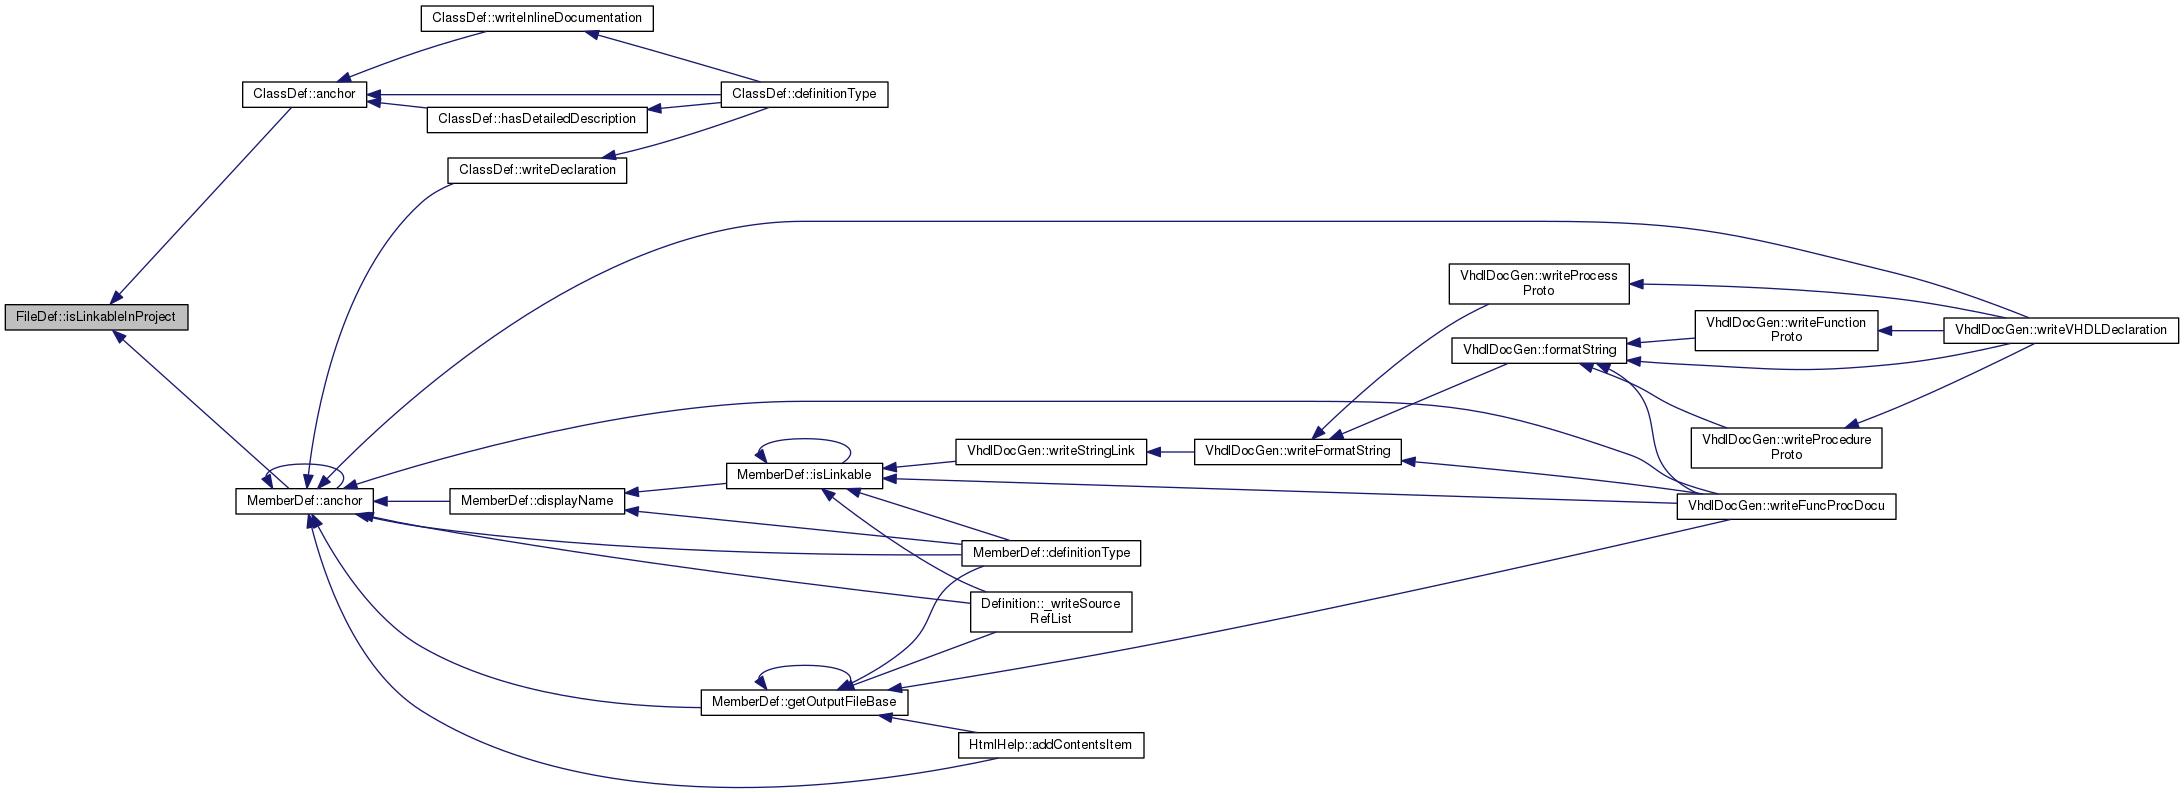 ClassDef::writeInlineDocumentation
ClassDef::anchor
ClassDef::definitionType
ClassDef::hasDetailedDescription
ClassDef::writeDeclaration
FileDef::isLinkableInProject
VhdlDocGen::writeProcess
Proto
VhdlDocGen::writeFunction
Proto
VhdlDocGen::writeVHDLDeclaration
VhdlDocGen::formatString
VhdlDocGen::writeProcedure
Proto
VhdlDocGen::writeStringLink
VhdlDocGen::writeFormatString
MemberDef::isLinkable
MemberDef::anchor
MemberDef::displayName
VhdlDocGen::writeFuncProcDocu
MemberDef::definitionType
Definition::_writeSource
RefList
MemberDef::getOutputFileBase
HtmlHelp::addContentsItem